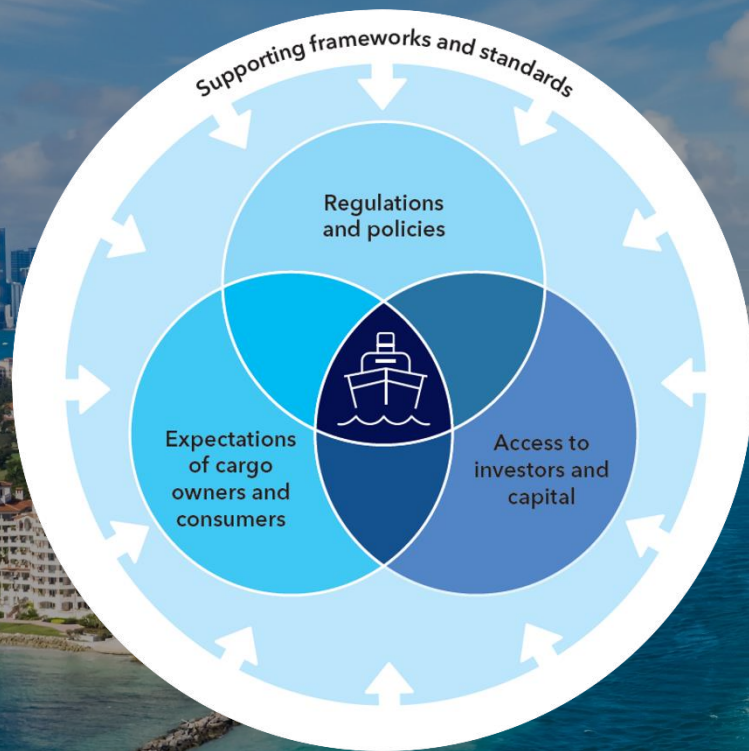 Supporting frameworks and standards
Regulations
and policies
Expectations
of cargo
owners and
consumers
Access to
investors and
capital